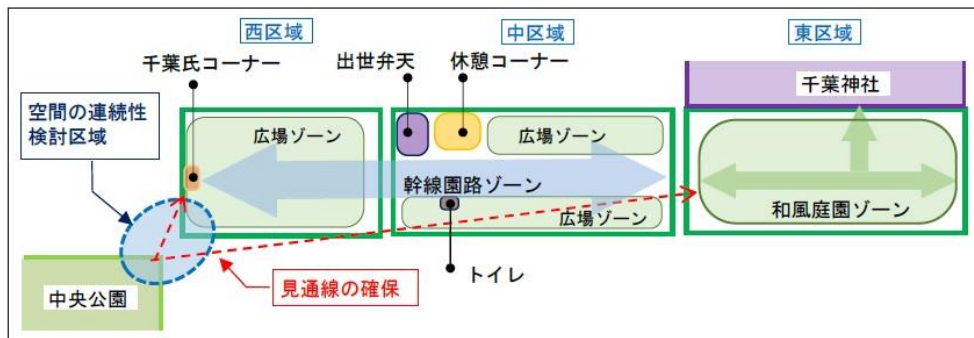 西区域
中区域
東区域
千葉氏コーナー
出世弁天
休憩コーナー
千葉神社
空間の連続性
検討区域
広場ゾーン
広場ゾーン
幹線園路ゾーン
広場ゾーン
和風庭園ゾーン
トイレ
見通線の確保
中央公園